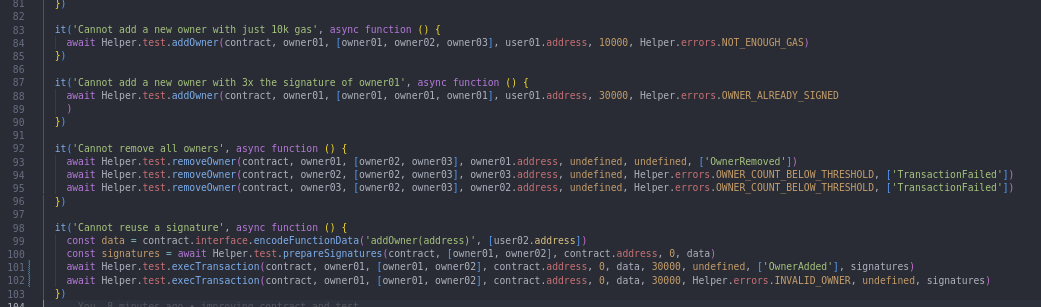 81 })
82
83 it('Cannot add a new owner with just 10k gas', async function () {
84 await Helper.test.addOwner(contract, owner01, [owner01, owner02, owner03], user01.address, 10000, Helper.errors.NOT_ENOUGH_GAS)
85 })
86
87 it('Cannot add a new owner with 3x the signature of owner01', async function () {
88 await Helper.test.addOwner(contract, owner01, [owner01, owner01, owner01], user01.address, 30000, Helper.errors.OWNER_ALREADY_SIGNED
89 )
90 })
91
92 it('Cannot remove all owners', async function () {
93 await Helper.test.removeOwner(contract, owner01, [owner02, owner03], owner01.address, undefined, undefined, ['OwnerRemoved'])
94 await Helper.test.removeOwner(contract, owner02, [owner02, owner03], owner03.address, undefined, Helper.errors.OWNER_COUNT_BELOW_THRESHOLD, ['TransactionFailed'])
95 await Helper.test.removeOwner(contract, owner03, [owner02, owner03], owner02.address, undefined, Helper.errors.OWNER_COUNT_BELOW_THRESHOLD, ['TransactionFailed'])
96 })
97
98 it('Cannot reuse a signature', async function () {
99 const data = contract.interface.encodeFunctionData('addOwner(address)', [user02.address])
100 const signatures = await Helper.test.prepareSignatures(contract, [owner01, owner02], contract.address, 0, data)
101 await Helper.test.execTransaction(contract, owner01, [owner01, owner02], contract.address, 0, data, 30000, undefined, ['OwnerAdded'], signatures)
102 await Helper.test.execTransaction(contract, owner01, [owner01, owner02], contract.address, 0, data, 30000, Helper.errors.INVALID_OWNER, undefined, signatures)
103 })
104 You, 9 minutes ago • improving contract and test